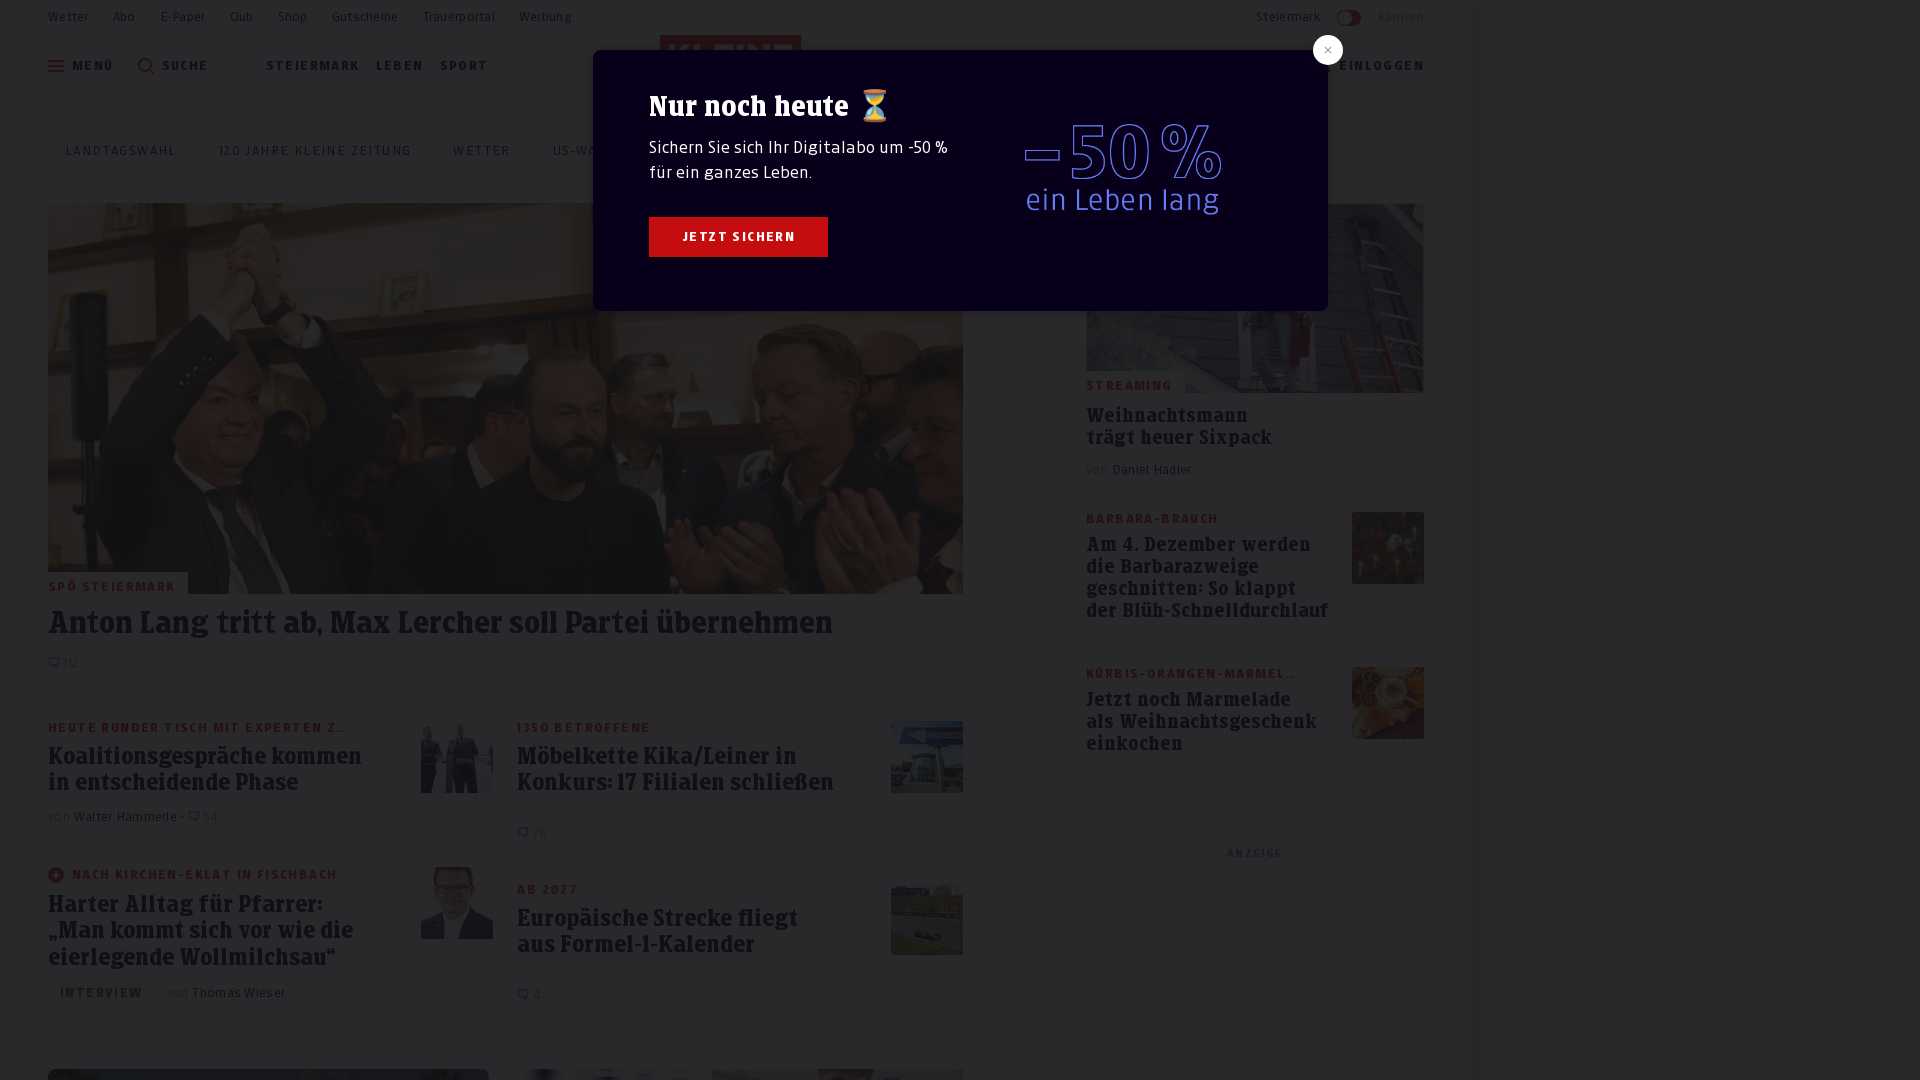 Wetter Abo E-Paper Club Shop Gutscheine Trauerportal Werbung
Steiermark Kärnten
MENÜ SUCHE STEIERMARK LEBEN SPORT
EINLOGGEN
LANDTAGSWAHL 120 JAHRE KLEINE ZEITUNG WETTER
Nur noch heute ⏳
Sichern Sie sich Ihr Digitalabo um -50 %
für ein ganzes Leben.
JETZT SICHERN
–50 %
ein Leben lang
SPÖ STEIERMARK
Anton Lang tritt ab, Max Lercher soll Partei übernehmen
HEUTE RUNDER TISCH MIT EXPERTEN Z…
Koalitionsgespräche kommen
in entscheidende Phase
von Walter Hämmerle -
1350 BETROFFENE
Möbelkette Kika/Leiner in
Konkurs: 17 Filialen schließen
NACH KIRCHEN-EKLAT IN FISCHBACH
Harter Alltag für Pfarrer:
„Man kommt sich vor wie die
eierlegende Wollmilchsau“
INTERVIEW von Thomas Wieser
AB 2027
Europäische Strecke fliegt
aus Formel-1-Kalender
STREAMING
Weihnachtsmann
trägt heuer Sixpack
von Daniel Hadler
BARBARA-BRAUCH
Am 4. Dezember werden
die Barbarazweige
geschnitten: So klappt
der Blüh-Schnelldurchlauf
KÜRBIS-ORANGEN-MARMEL…
Jetzt noch Marmelade
als Weihnachtsgeschenk
einkochen
ANZEIGE